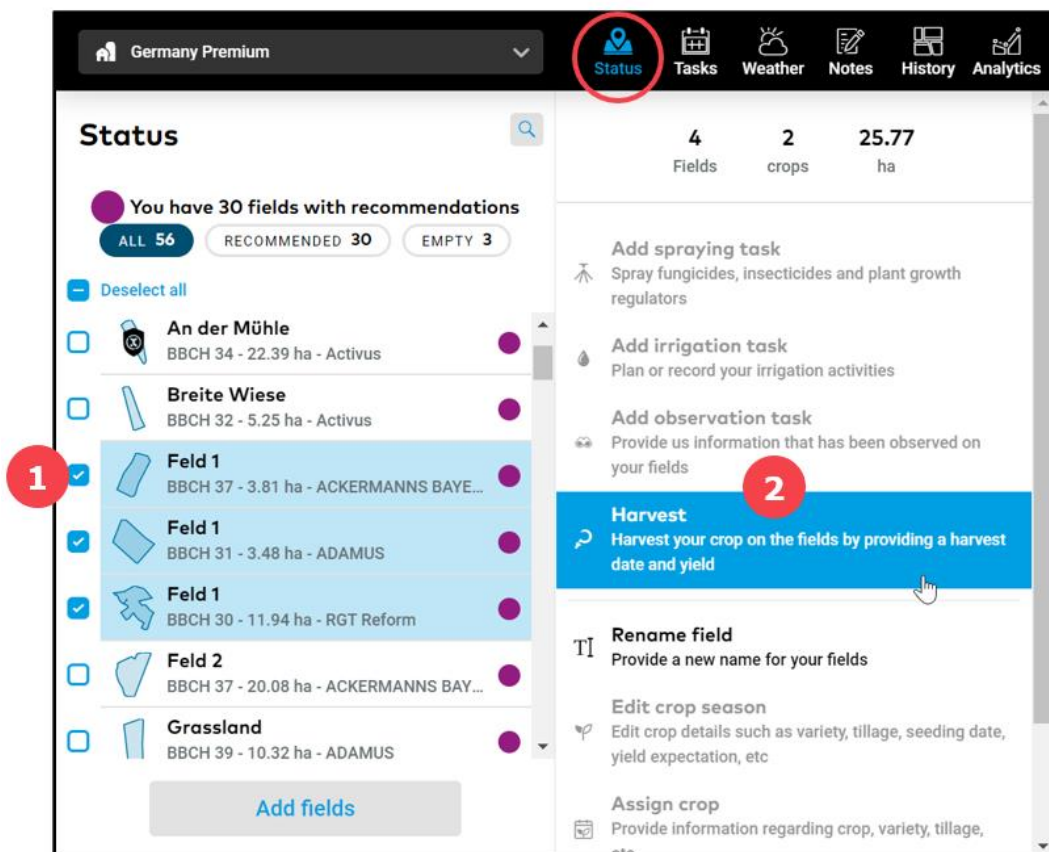 Germany Premium
Status
Tasks
Weather
Notes
History
Analytics
Status
You have 30 fields with recommendations
ALL 56
RECOMMENDED 30
EMPTY 3
Deselect all
An der Mühle
BBCH 34 - 22.39 ha - Activus
Breite Wiese
BBCH 32 - 5.25 ha - Activus
1
Feld 1
BBCH 37 - 3.81 ha - ACKERMANNS BAYE...
Feld 1
BBCH 31 - 3.48 ha - ADAMUS
Feld 1
BBCH 30 - 11.94 ha - RGT Reform
Feld 2
BBCH 37 - 20.08 ha - ACKERMANNS BAY...
Grassland
BBCH 39 - 10.32 ha - ADAMUS
Add fields
4
Fields
2
crops
25.77
ha
Add spraying task
Spray fungicides, insecticides and plant growth
regulators
Add irrigation task
Plan or record your irrigation activities
Add observation task
Provide us information that has been observed on
your fields
2
Harvest
Harvest your crop on the fields by providing a harvest
date and yield
Rename field
Provide a new name for your fields
Edit crop season
Edit crop details such as variety, tillage, seeding date,
yield expectation, etc
Assign crop
Provide information regarding crop, variety, tillage,